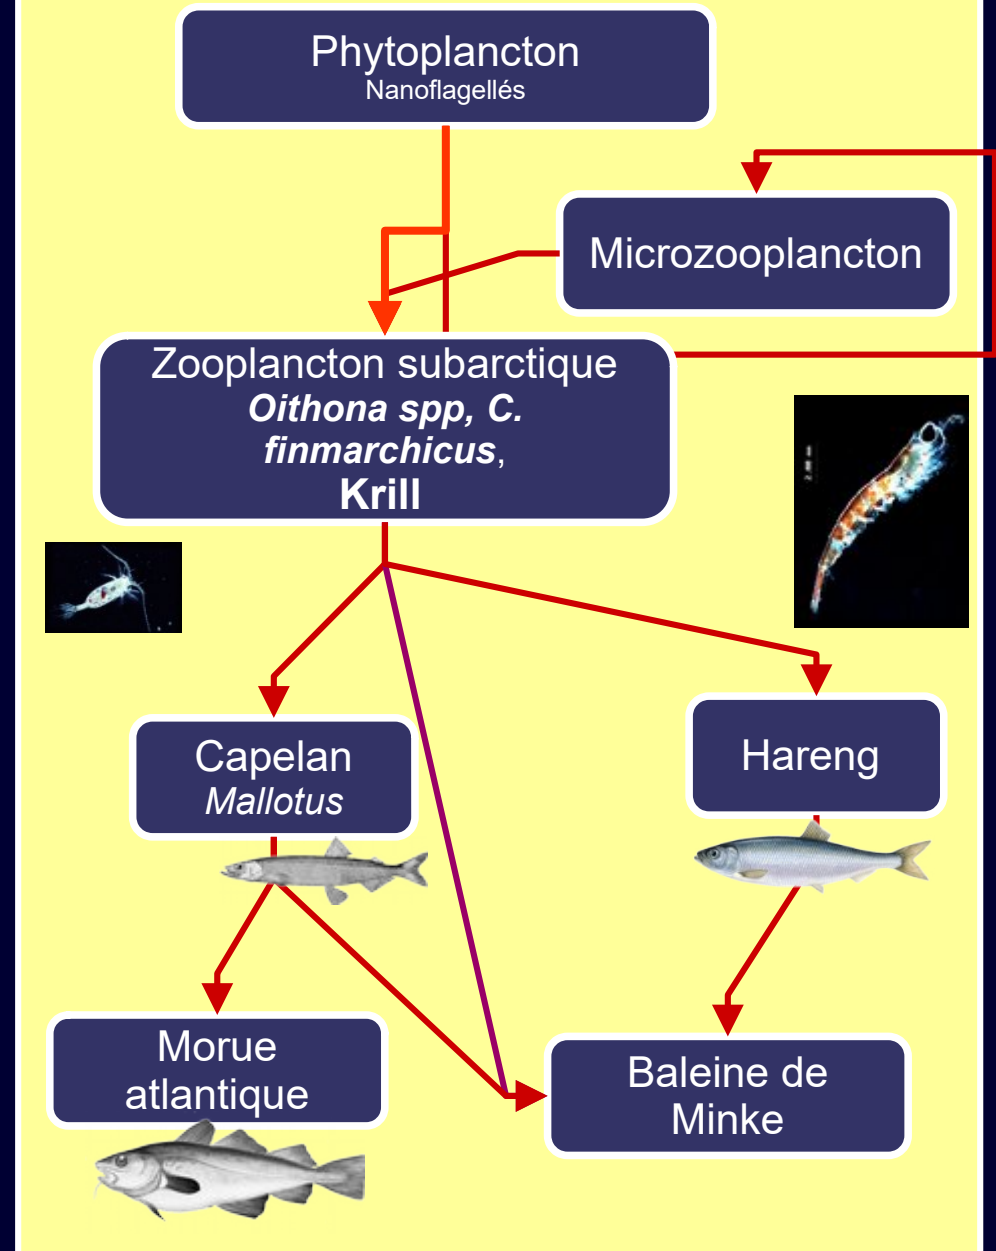 Phytoplancton
Nanoflagellés
Microzooplancton
Zooplancton subarctique
Oithona spp, C.
finmarchicus,
Krill
Capelan
Mallotus
Hareng
Morue
atlantique
Baleine de
Minke